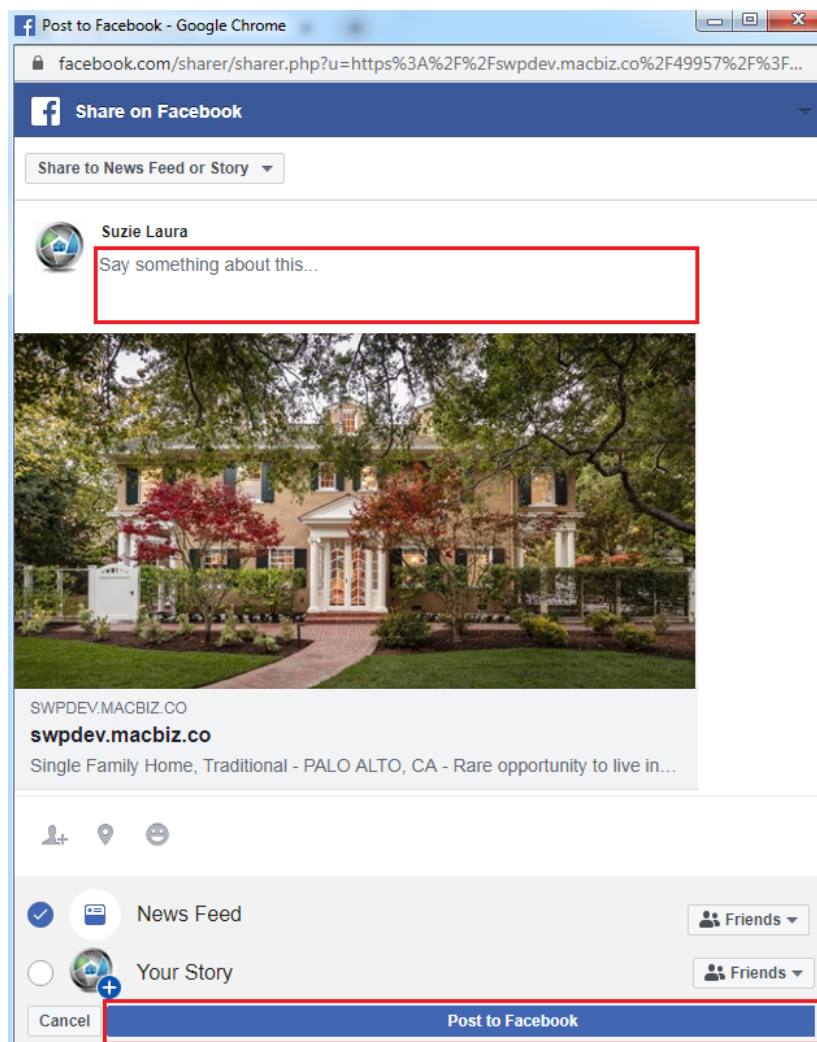 Post to Facebook - Google Chrome
facebook.com/sharer/sharer.php?u=https%3A%2F%2Fswpdev.macbiz.co%2F49957%2F%3F...
Share on Facebook
Share to News Feed or Story
Suzie Laura
Say something about this...
SWPDEV.MACBIZ.CO
swpdev.macbiz.co
Single Family Home, Traditional - PALO ALTO, CA - Rare opportunity to live in...
News Feed
Friends
Your Story
Friends
Cancel
Post to Facebook